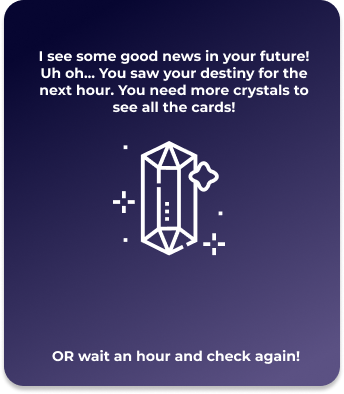 I see some good news in your future!
Uh oh... You saw your destiny for the
next hour. You need more crystals to
see all the cards!
OR wait an hour and check again!